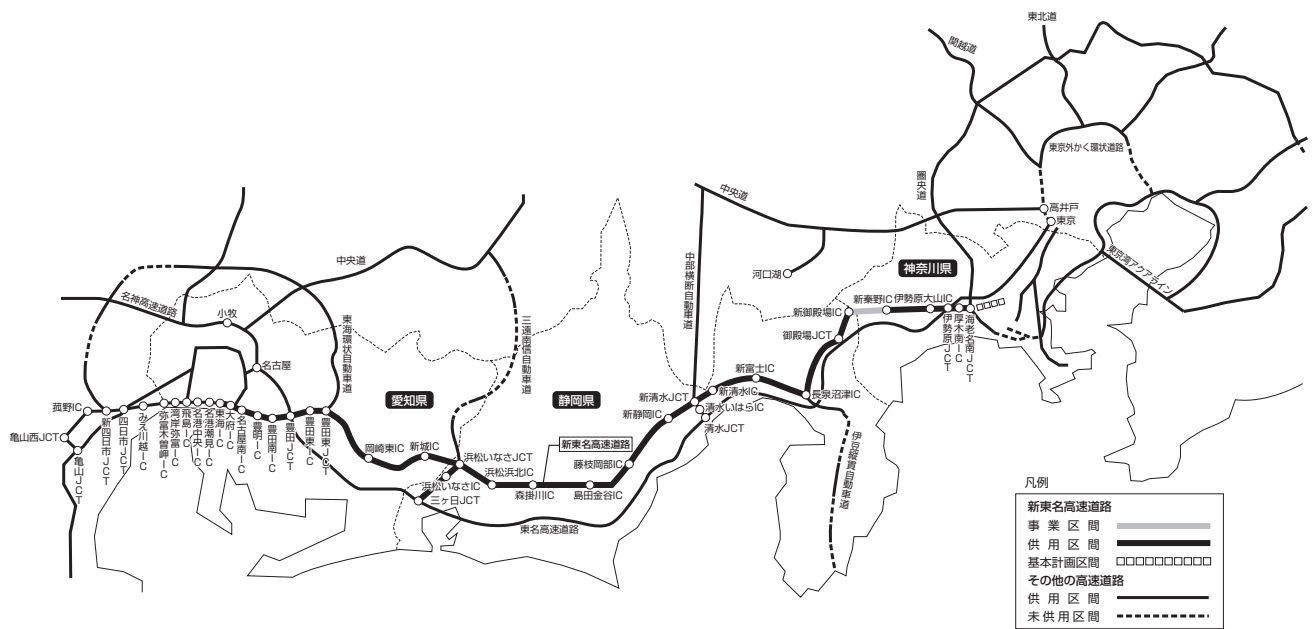 東北道
関越道
東京外かく環状道路
圏央道
中央道
高井戸
東京
東京湾アクアライン
中部横断自動車道
河口湖
神奈川県
新秦野IC
伊勢原大山IC
新御殿場IC
御殿場JCT
伊勢原JCT
厚木南IC
海老名南JCT
中央道
名神高速道路
小牧
名古屋
東海環状自動車道
三遠南信自動車道
愛知県
静岡県
新富士IC
長泉沼津IC
新清水JCT
新清水IC
新静岡IC
清水いはらIC
清水JCT
伊豆縦貫自動車道
菰野IC
亀山西JCT
亀山JCT
新四日市JCT
四日市JCT
みえ川越IC
弥富木曽岬IC
湾岸弥富IC
飛島IC
名港中央IC
名港潮見IC
東海IC
大府IC
名古屋南IC
豊明IC
豊田南IC
豊田JCT
豊田東IC
豊田東JCT
岡崎東IC
新城IC
浜松いなさJCT
浜松いなさIC
三ヶ日JCT
浜松浜北IC
新東名高速道路
森掛川IC
島田金谷IC
藤枝岡部IC
東名高速道路
凡例
新東名高速道路
事業区間
供用区間
基本計画区間
その他の高速道路
供用区間
未供用区間